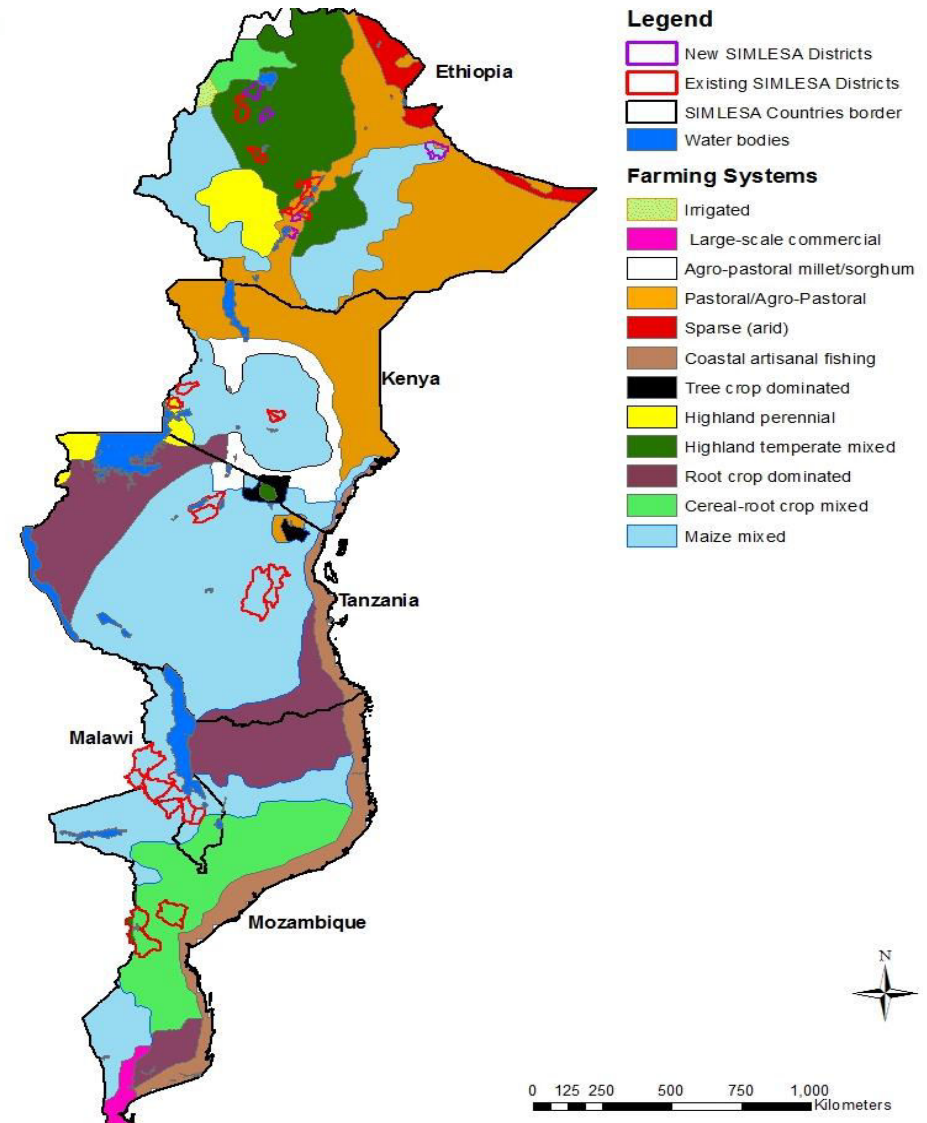 Legend
New SIMLESA Districts
Existing SIMLESA Districts
SIMLESA Countries border
Water bodies
Farming Systems
Irrigated
Large-scale commercial
Agro-pastoral millet/sorghum
Pastoral/Agro-Pastoral
Sparse (arid)
Coastal artisanal fishing
Tree crop dominated
Highland perennial
Highland temperate mixed
Root crop dominated
Cereal-root crop mixed
Maize mixed
Ethiopia
Kenya
Tanzania
Malawi
Mozambique
N
0 125 250 500 750 1,000
Kilometers